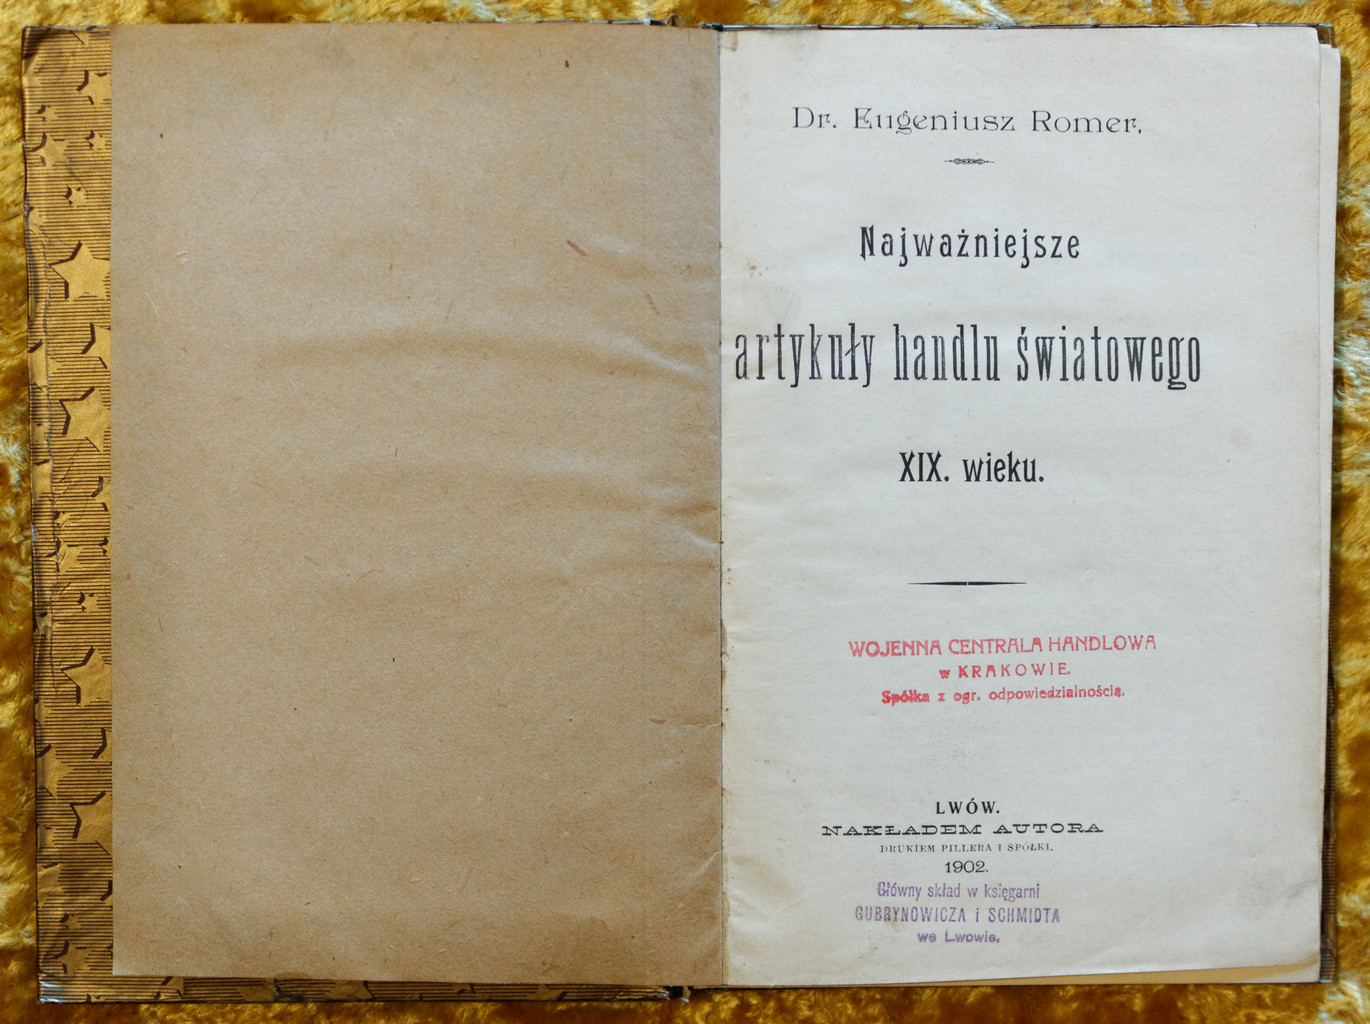 Dr. Eugeniusz Romer.
Najważniejsze
artykuły handlu światowego
XIX. wieku.
WOJENNA CENTRALA HANDLOWA
w KRAKOWIE.
Spółka z ogr. odpowiedzialnością.
LWÓW.
NAKŁADEM AUTORA
DRUKIEM PILLERA I SPÓŁKI.
1902.
Główny skład w księgarni
GUBRYNOWICZA i SCHMIDTA
we Lwowie.